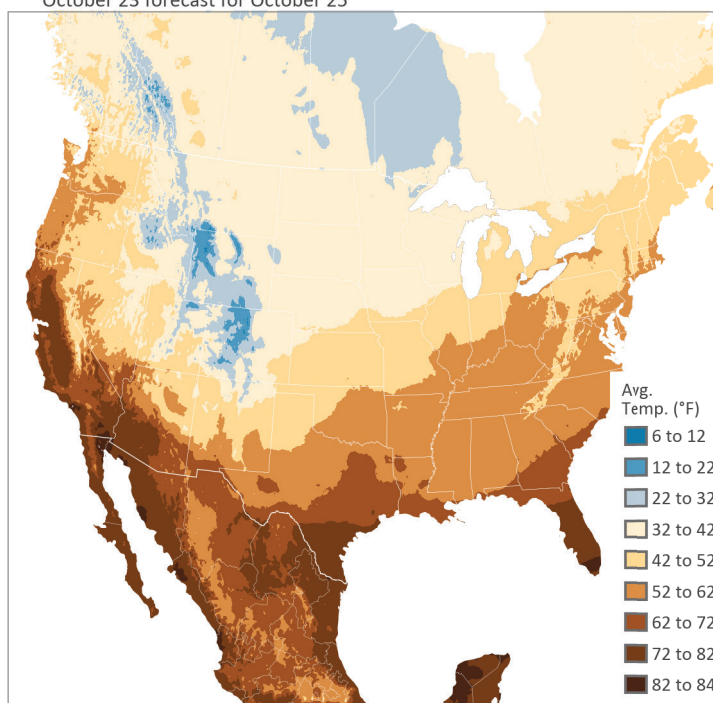 October 23 forecast for October 25
Avg.
Temp. (°F)
6 to 12
12 to 22
22 to 32
32 to 42
42 to 52
52 to 62
62 to 72
72 to 82
82 to 84